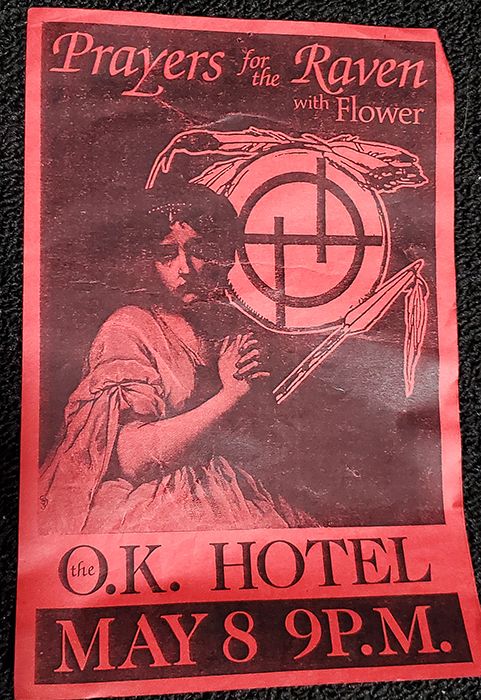 Prayers for the Raven
with Flower
the O.K. HOTEL
MAY 8 9P.M.